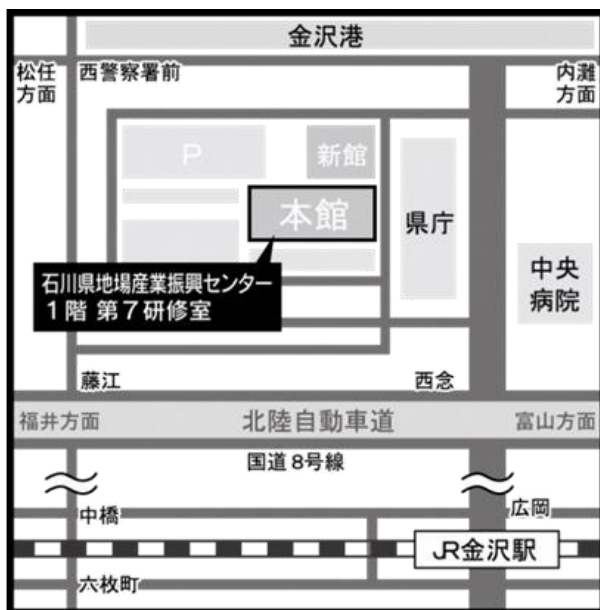 金沢港
松任
方面
西警察署前
内灘
方面
P
新館
本館
県庁
中央
病院
石川県地場産業振興センター
1階 第7研修室
藤江
西念
福井方面
北陸自動車道
富山方面
国道8号線
中橋
広岡
JR金沢駅
六枚町